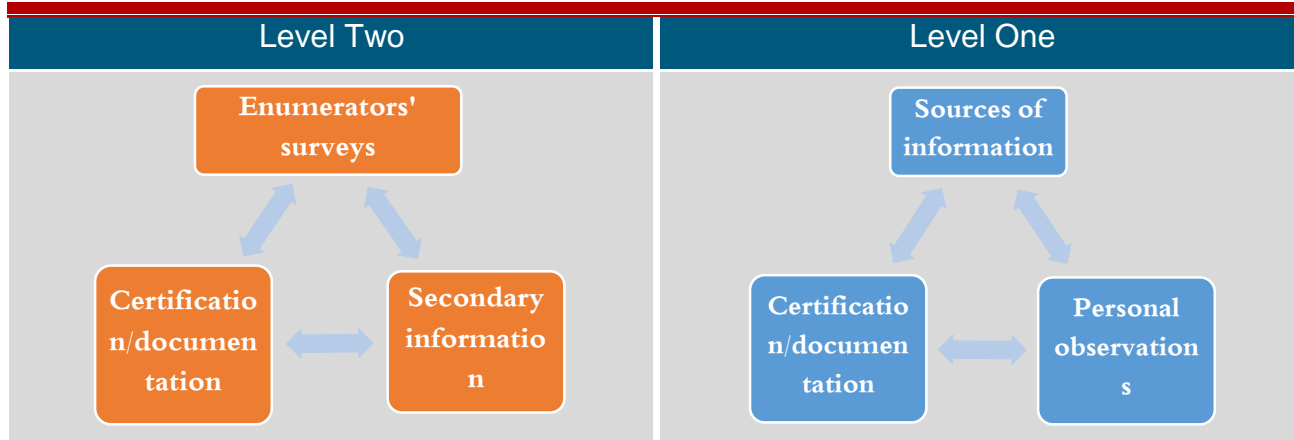 Level Two
Level One
Enumerators'
surveys
Certificatio
n/documen
tation
Secondary
informatio
n
Sources of
information
Certificatio
n/documen
tation
Personal
observation
s